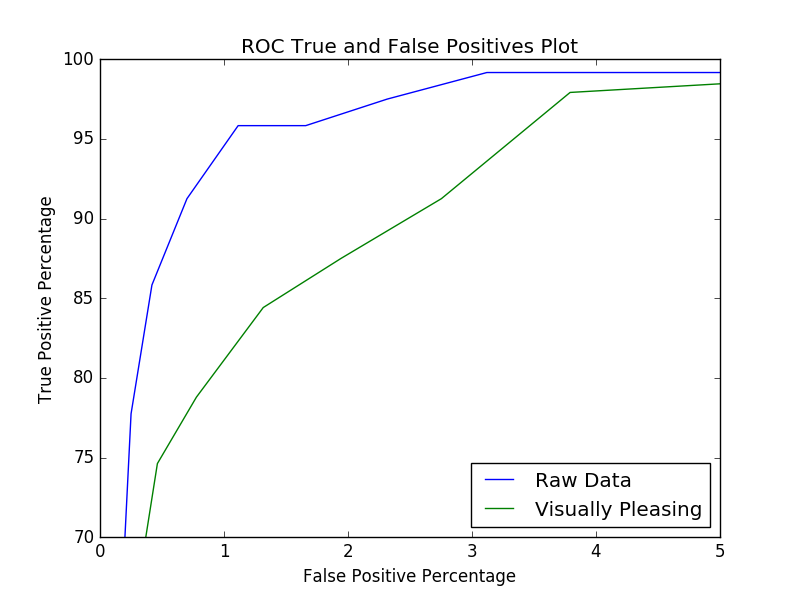 ROC True and False Positives Plot
100
95
90
85
80
75
70
True Positive Percentage
0 1 2 3 4 5
False Positive Percentage
Raw Data
Visually Pleasing